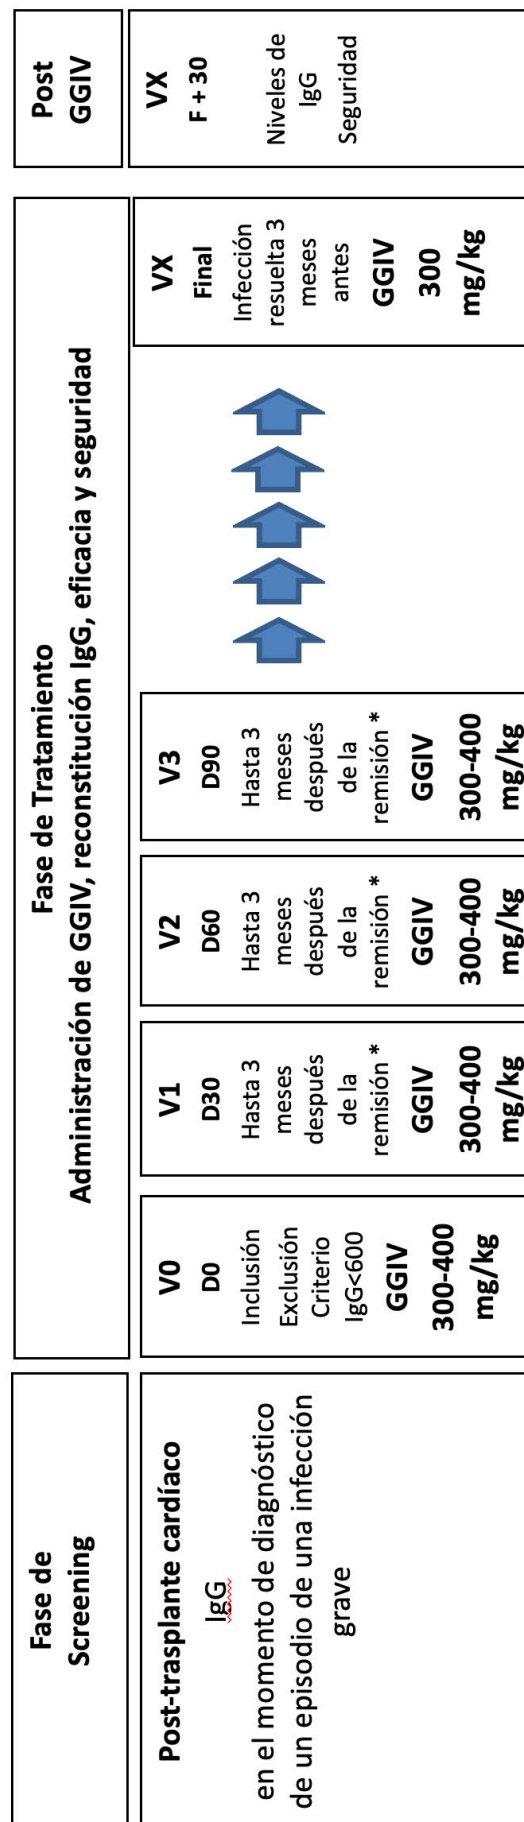 Fase de
Screening
Post-trasplante cardíaco
IgG
en el momento de diagnóstico
de un episodio de una infección
grave
Fase de Tratamiento
Administración de GGIV, reconstitución IgG, eficacia y seguridad
V0
D0
Inclusión
Exclusión
Criterio
IgG<600
GGIV
300-400
mg/kg
V1
D30
Hasta 3
meses
después
de la
remisión *
GGIV
300-400
mg/kg
V2
D60
Hasta 3
meses
después
de la
remisión *
GGIV
300-400
mg/kg
V3
D90
Hasta 3
meses
después
de la
remisión *
GGIV
300-400
mg/kg
VX
Final
Infección
resuelta 3
meses
antes
GGIV
300
mg/kg
Post
GGIV
VX
F + 30
Niveles de
IgG
Seguridad